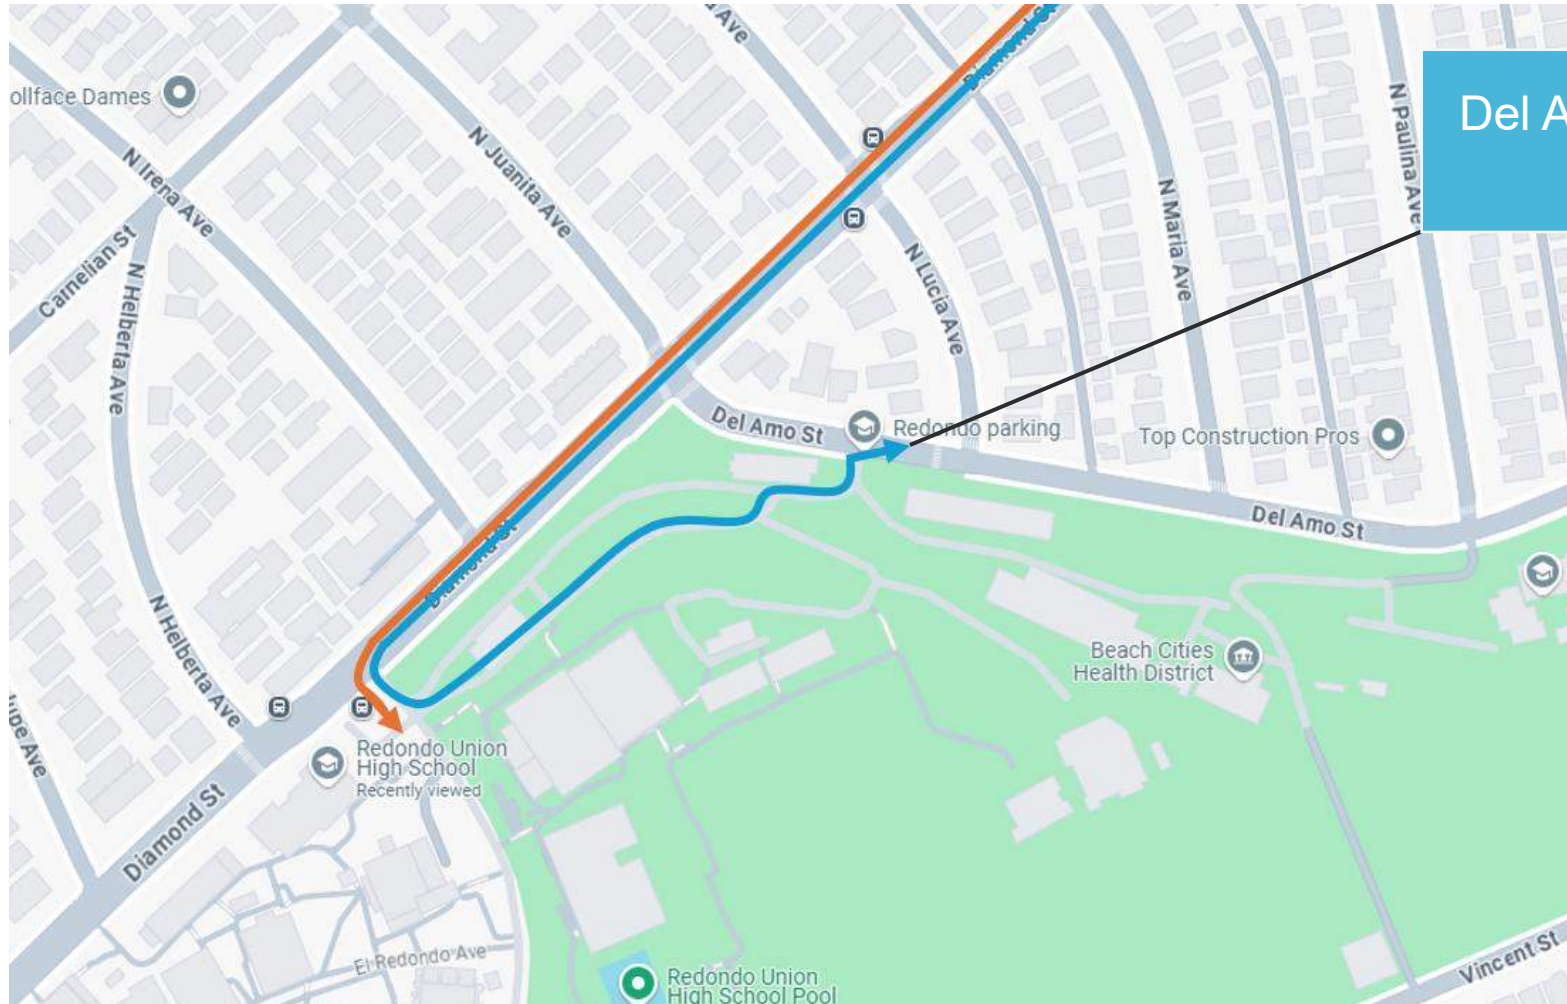 ollface Dames
N Irena Ave
Carnelian St
N Helberta Ave
N Juanita Ave
Ave
Diamond St
N Paulina Ave
Del A
N Maria Ave
N Lucia Ave
Del Amo St
Redondo parking
Top Construction Pros
Del Amo St
Diamond St
N Helberta Ave
Beach Cities
Health District
upe Ave
Redondo Union
High School
Recently viewed
Diamond St
El Redondo Ave
Redondo Union
High School Pool
Vincent St